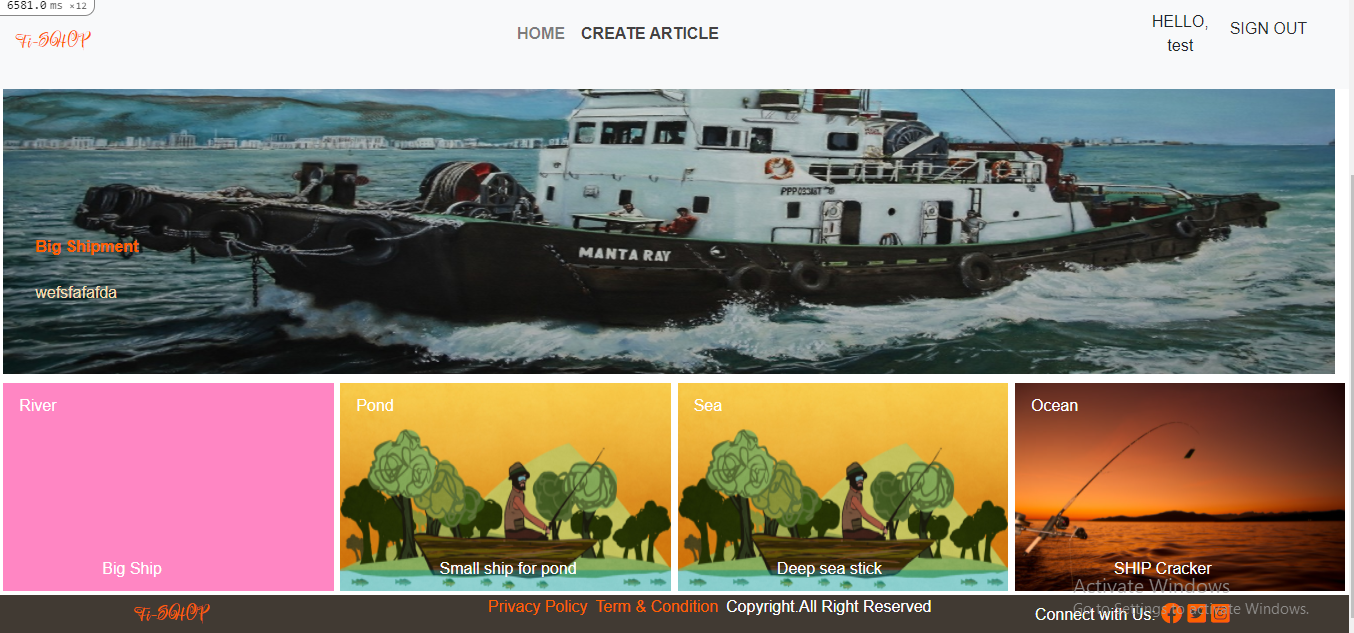 6581.0 ms ×12
Fi-SHOP
HOME CREATE ARTICLE
HELLO,
test
SIGN OUT
PPP033AKT
MANTA RAY
Big Shipment
wefsfafafda
River
Pond
Sea
Ocean
Big Ship
Small ship for pond
Deep sea stick
SHIP Cracker
Activate Windows
Go to Settings to activate Windows.
Fi-SHOP
Privacy Policy Term & Condition Copyright.All Right Reserved
Connect with Us: